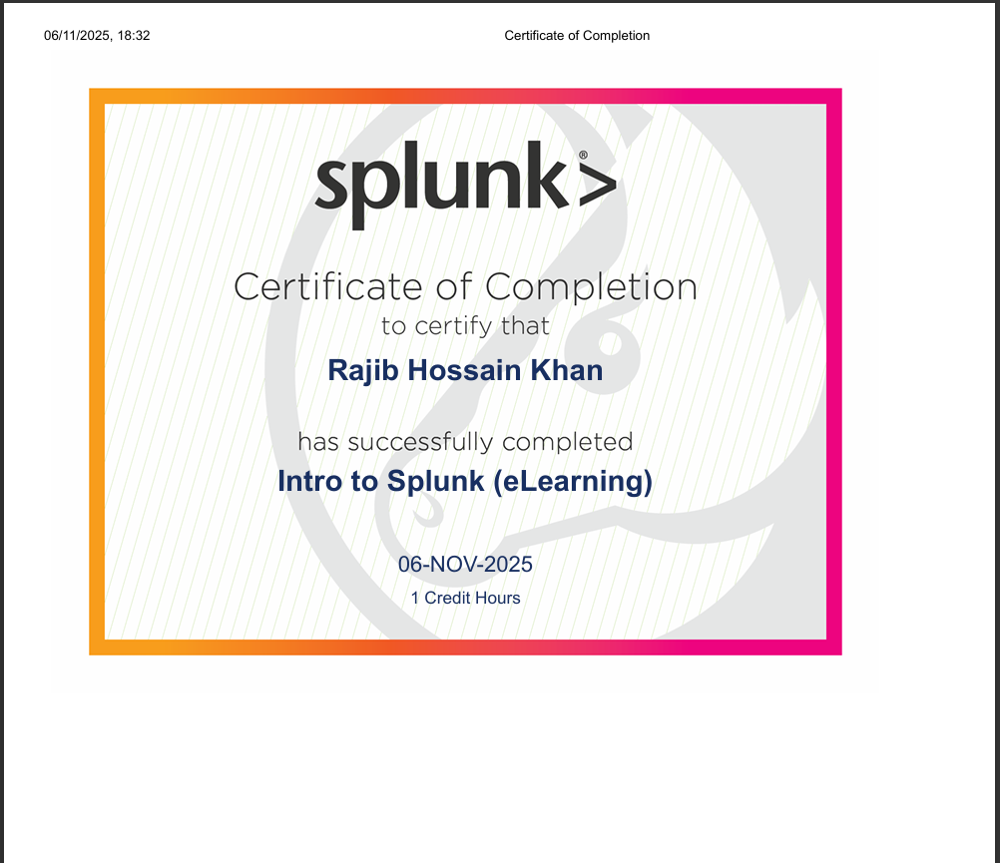 06/11/2025, 18:32
Certificate of Completion
splunk>®
Certificate of Completion
to certify that
Rajib Hossain Khan
has successfully completed
Intro to Splunk (eLearning)
06-NOV-2025
1 Credit Hours